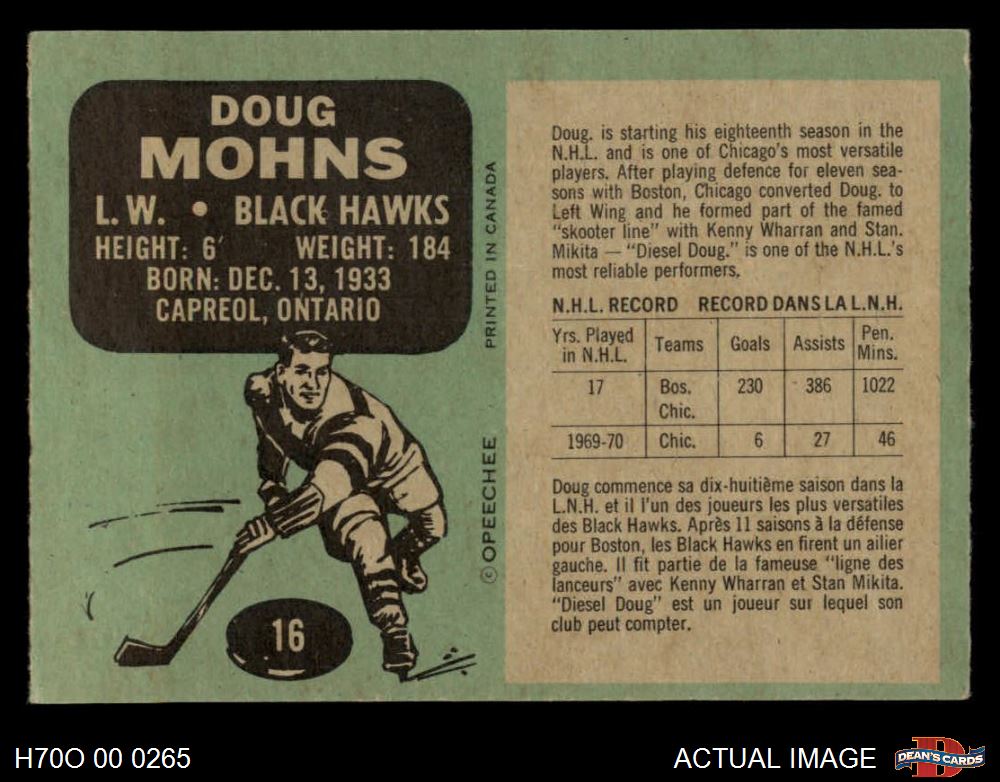 DOUG
MOHNS
L.W. • BLACK HAWKS
HEIGHT: 6′ WEIGHT: 184
BORN: DEC. 13, 1933
CAPREOL, ONTARIO
16
PRINTED IN CANADA
© OPEECHEE
Doug. is starting his eighteenth season in the
N.H.L. and is one of Chicago's most versatile
players. After playing defence for eleven sea-
sons with Boston, Chicago converted Doug. to
Left Wing and he formed part of the famed
"skooter line" with Kenny Wharran and Stan.
Mikita — "Diesel Doug." is one of the N.H.L.'s
most reliable performers.
N.H.L. RECORD RECORD DANS LA L.N.H.
Yrs. Played in N.H.L. Teams Goals Assists Pen. Mins.
17 Bos. Chic. 230 386 1022
1969-70 Chic. 6 27 46
Doug commence sa dix-huitième saison dans la
L.N.H. et il l'un des joueurs les plus versatiles
des Black Hawks. Après 11 saisons à la défense
pour Boston, les Black Hawks en firent un ailier
gauche. Il fit partie de la fameuse "ligne des
lanceurs" avec Kenny Wharran et Stan Mikita.
"Diesel Doug" est un joueur sur lequel son
club peut compter.
H70O 00 0265
ACTUAL IMAGE
D
DEAN'S CARDS